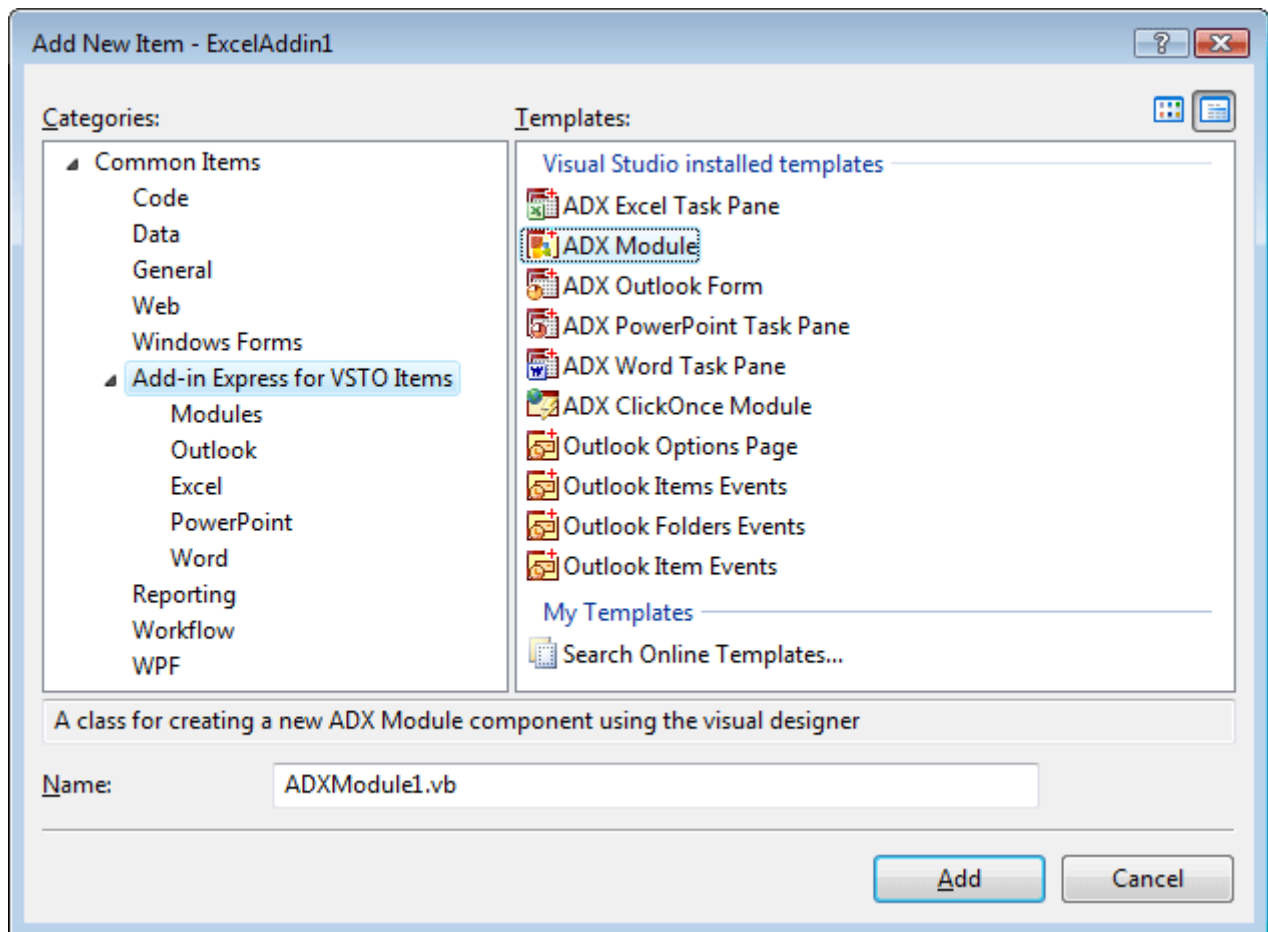 Add New Item - ExcelAddin1
Categories:
Templates:
Common Items
Code
Data
General
Web
Windows Forms
Add-in Express for VSTO Items
Modules
Outlook
Excel
PowerPoint
Word
Reporting
Workflow
WPF
Visual Studio installed templates
ADX Excel Task Pane
ADX Module
ADX Outlook Form
ADX PowerPoint Task Pane
ADX Word Task Pane
ADX ClickOnce Module
Outlook Options Page
Outlook Items Events
Outlook Folders Events
Outlook Item Events
My Templates
Search Online Templates...
A class for creating a new ADX Module component using the visual designer
Name:
ADXModule1.vb
Add
Cancel